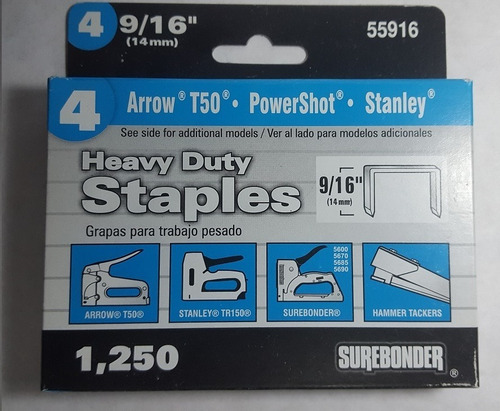 4 9/16" 55916
(14mm)
4 Arrow® T50® • PowerShot® • Stanley®
See side for additional models / Ver al lado para modelos adicionales
Heavy Duty
Staples
Grapas para trabajo pesado
9/16"
(14mm)
5600
5670
5685
5690
ARROW® T50® STANLEY® TR150® SUREBONDER® HAMMER TACKERS
1,250 SUREBONDER®